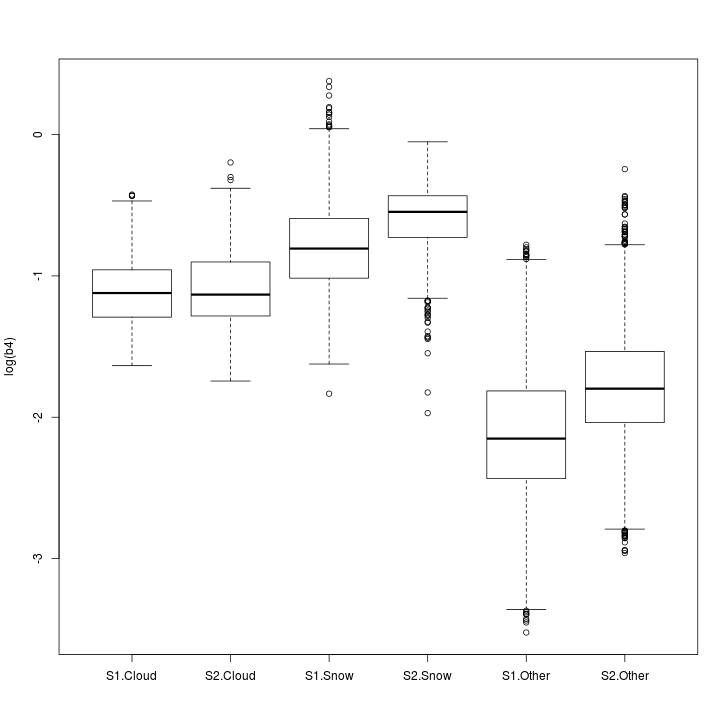 0
-1
-2
-3
log(b4)
S1.Cloud
S2.Cloud
S1.Snow
S2.Snow
S1.Other
S2.Other